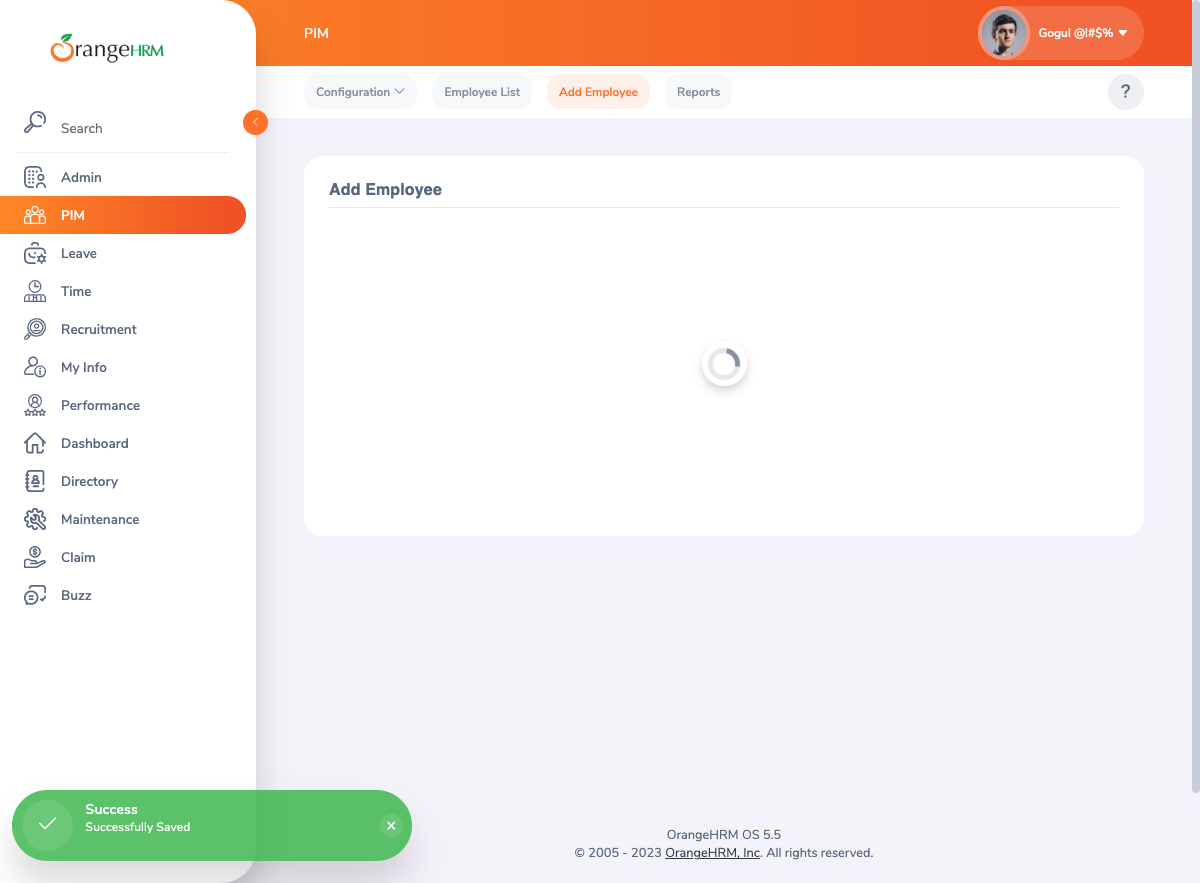 OrangeHRM
PIM
Gogul @!#$%
Configuration
Employee List
Add Employee
Reports
?
Search
Admin
PIM
Leave
Time
Recruitment
My Info
Performance
Dashboard
Directory
Maintenance
Claim
Buzz
Add Employee
Success
Successfully Saved
OrangeHRM OS 5.5
© 2005 - 2023 OrangeHRM, Inc. All rights reserved.